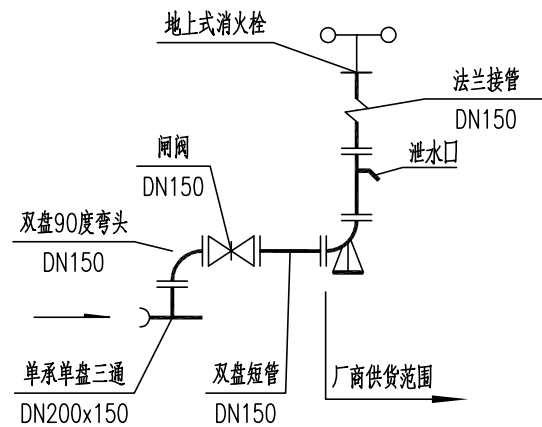 地上式消火栓
法兰接管
DN150
闸阀
DN150
泄水口
双盘90度弯头
DN150
单承单盘三通
DN200x150
双盘短管
DN150
厂商供货范围